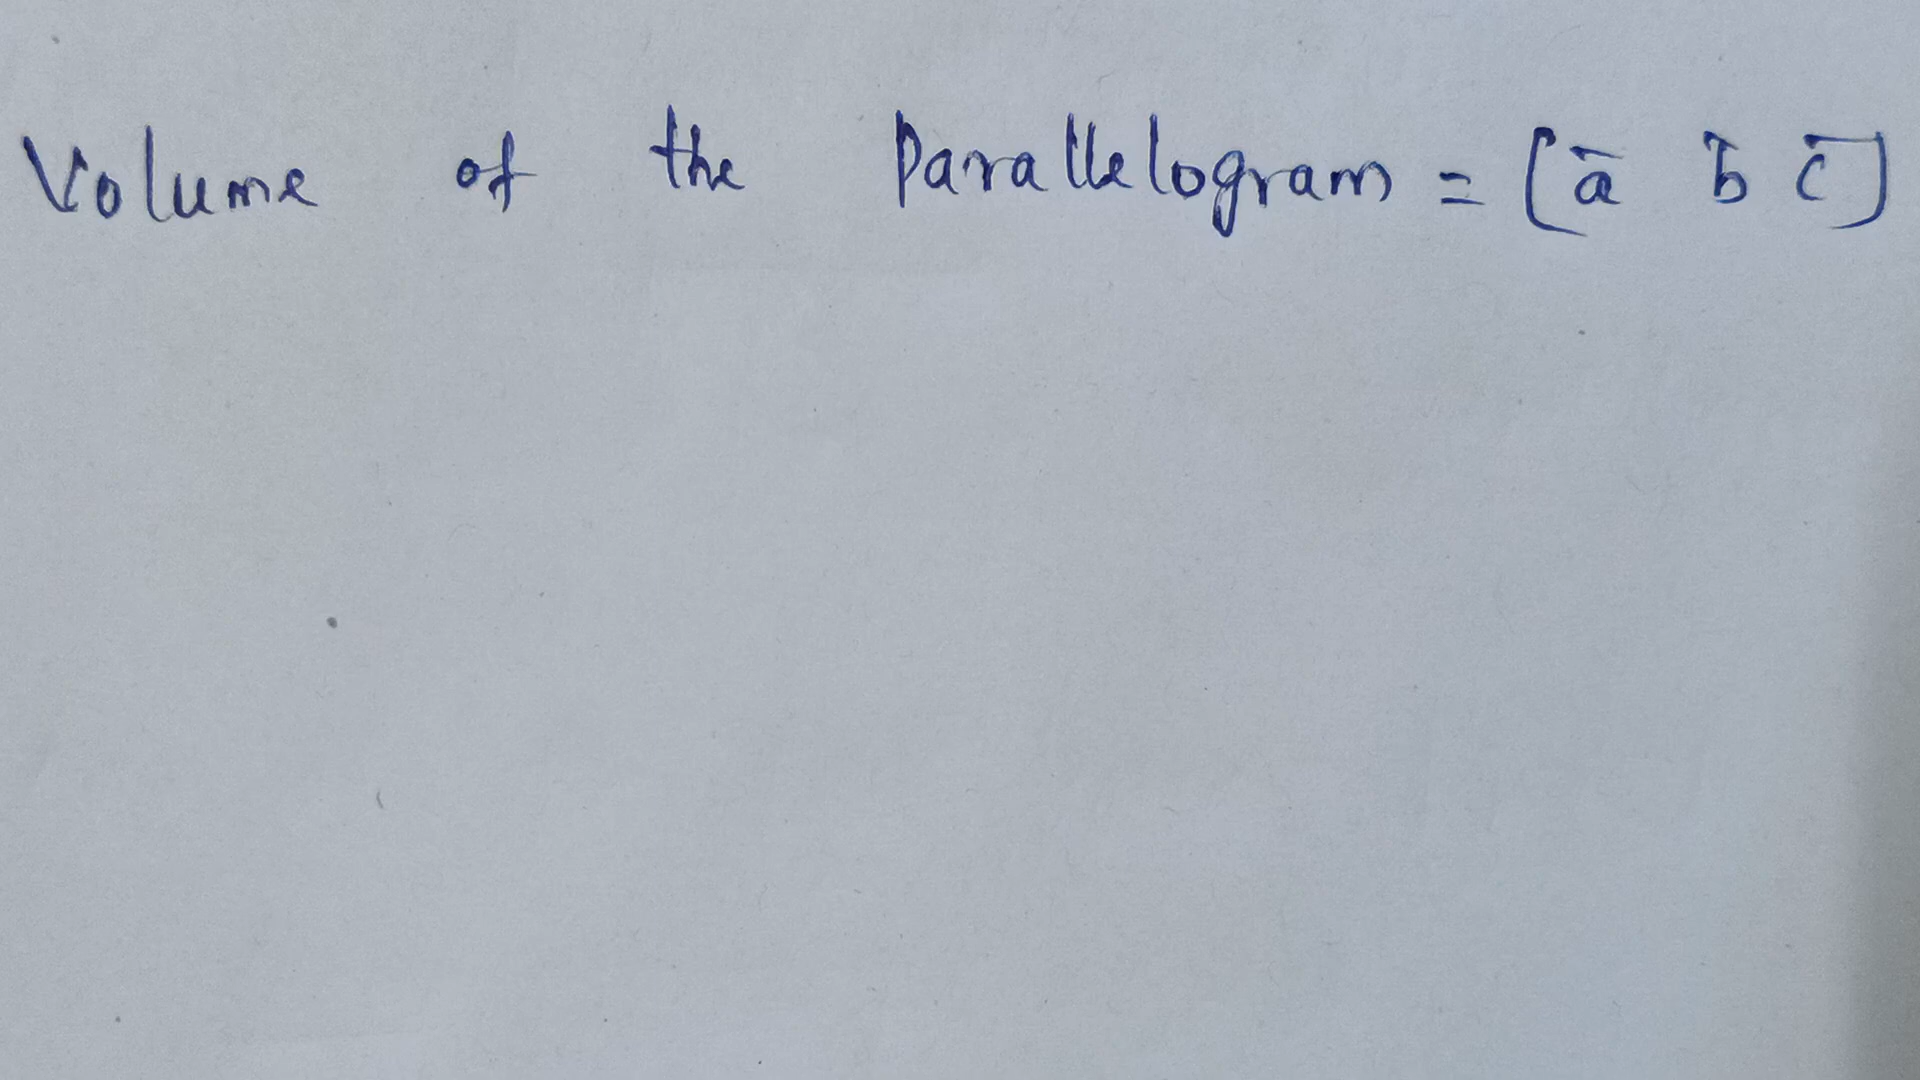 Volume of the Parallelogram = [a̅ b̅ c̅]